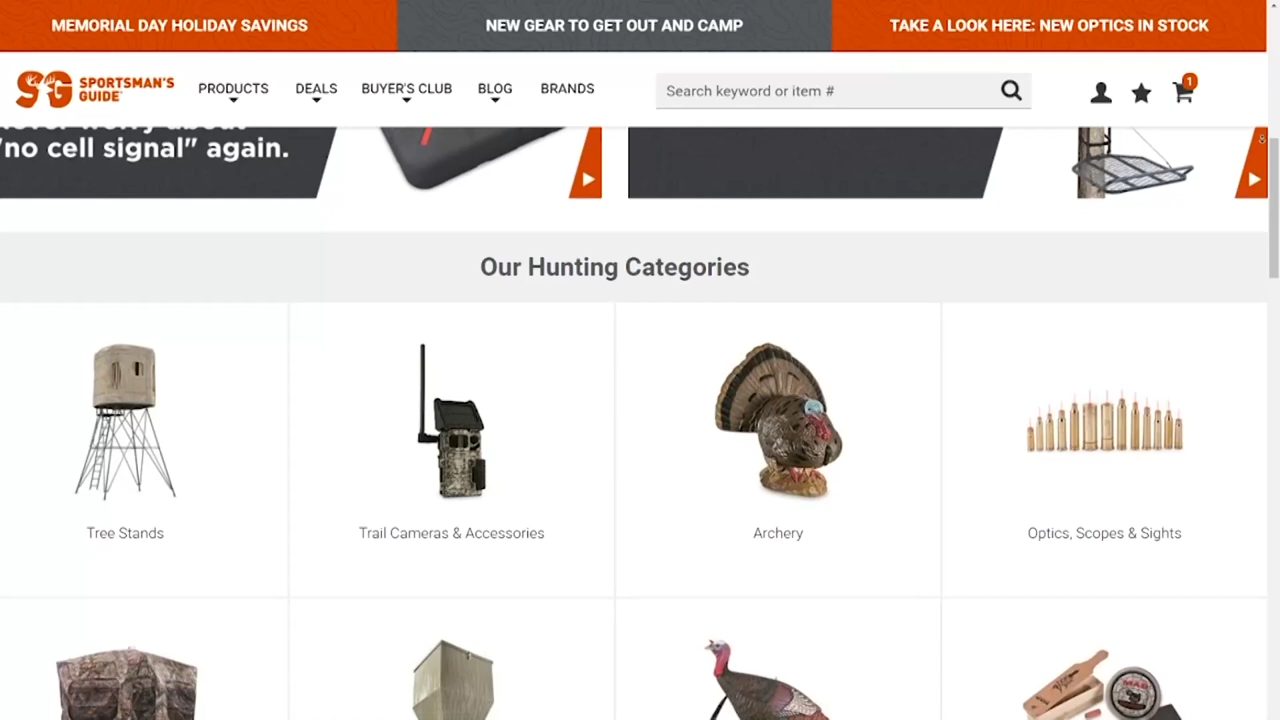 MEMORIAL DAY HOLIDAY SAVINGS
NEW GEAR TO GET OUT AND CAMP
TAKE A LOOK HERE: NEW OPTICS IN STOCK
SG SPORTSMAN'S GUIDE
PRODUCTS
DEALS
BUYER'S CLUB
BLOG
BRANDS
Search keyword or item #
1
"no cell signal" again.
Our Hunting Categories
Tree Stands
Trail Cameras & Accessories
Archery
Optics, Scopes & Sights
MAD